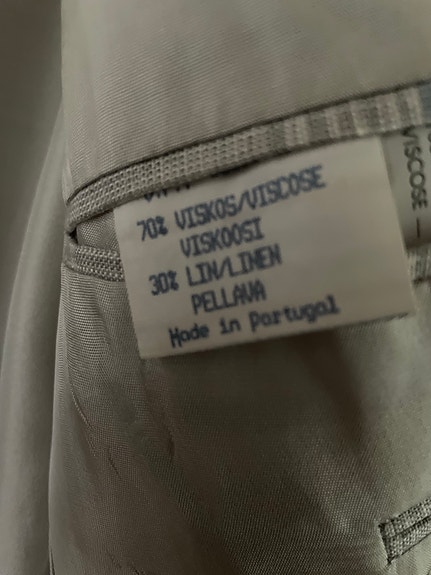 70% VISKOS/VISCOSE
VISKOOSI
30% LIN/LINEN
PELLAVA
Made in Portugal
VISCOSE —